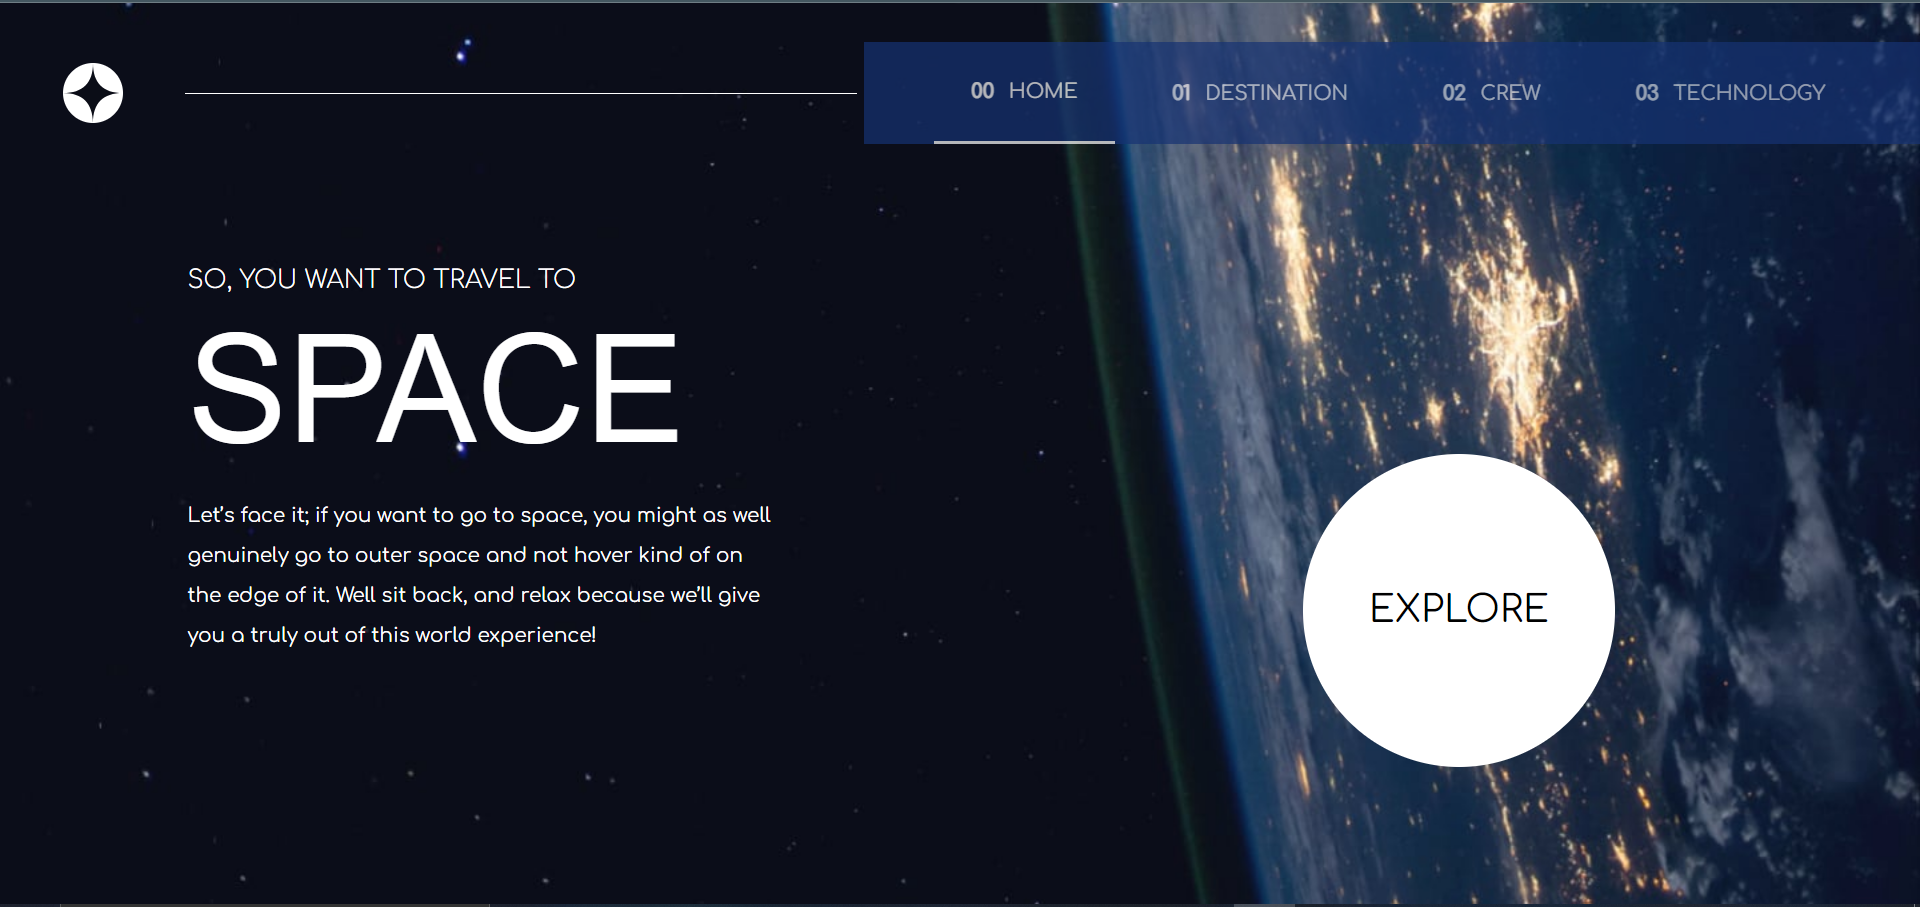 00 HOME 01 DESTINATION 02 CREW 03 TECHNOLOGY
SO, YOU WANT TO TRAVEL TO
SPACE
Let’s face it; if you want to go to space, you might as well
genuinely go to outer space and not hover kind of on
the edge of it. Well sit back, and relax because we’ll give
you a truly out of this world experience!
EXPLORE